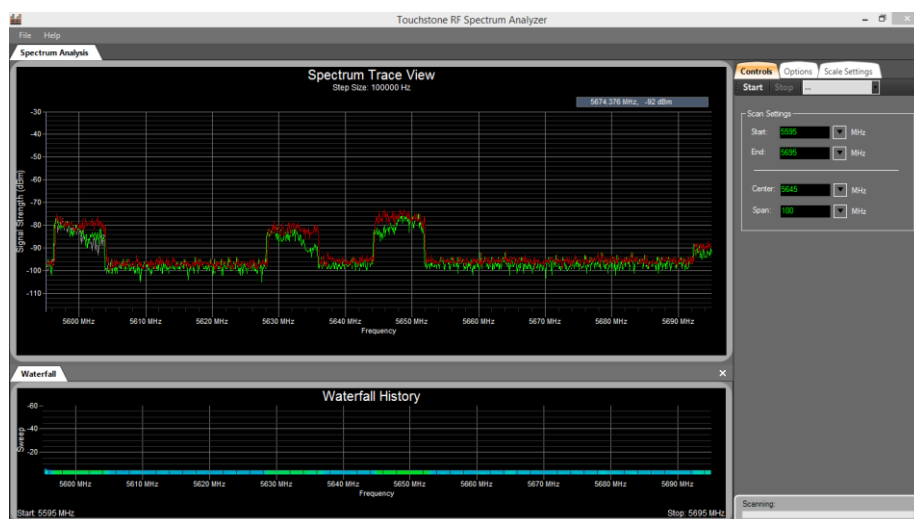 Touchstone RF Spectrum Analyzer
File Help
Spectrum Analysis
Spectrum Trace View
Step Size: 100000 Hz
5674.376 MHz, -92 dBm
-30
-40
-50
-60
-70
-80
-90
-100
-110
Signal Strength (dBm)
5600 MHz 5610 MHz 5620 MHz 5630 MHz 5640 MHz 5650 MHz 5660 MHz 5670 MHz 5680 MHz 5690 MHz
Frequency
Controls Options Scale Settings
Start Stop ...
Scan Settings
Start: 5595 MHz
End: 5695 MHz
Center: 5645 MHz
Span: 100 MHz
Waterfall
Waterfall History
-60
-40
-20
Sweep
5600 MHz 5610 MHz 5620 MHz 5630 MHz 5640 MHz 5650 MHz 5660 MHz 5670 MHz 5680 MHz 5690 MHz
Frequency
Start: 5595 MHz
Stop: 5695 MHz
Scanning: